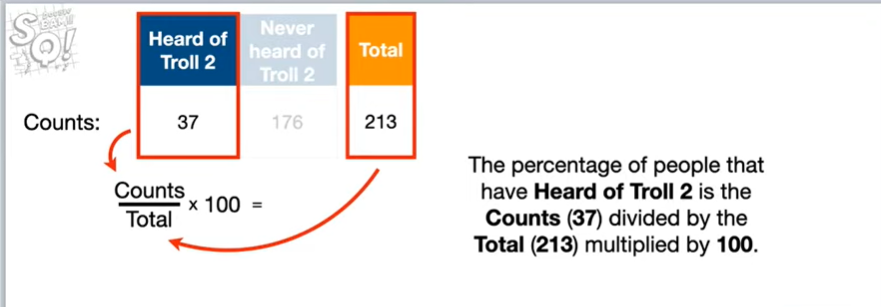 Double
S BAM!!
Q!
Heard of
Troll 2
Never
heard of
Troll 2
Total
Counts:
37
176
213
Counts
Total
x 100 =
The percentage of people that
have Heard of Troll 2 is the
Counts (37) divided by the
Total (213) multiplied by 100.